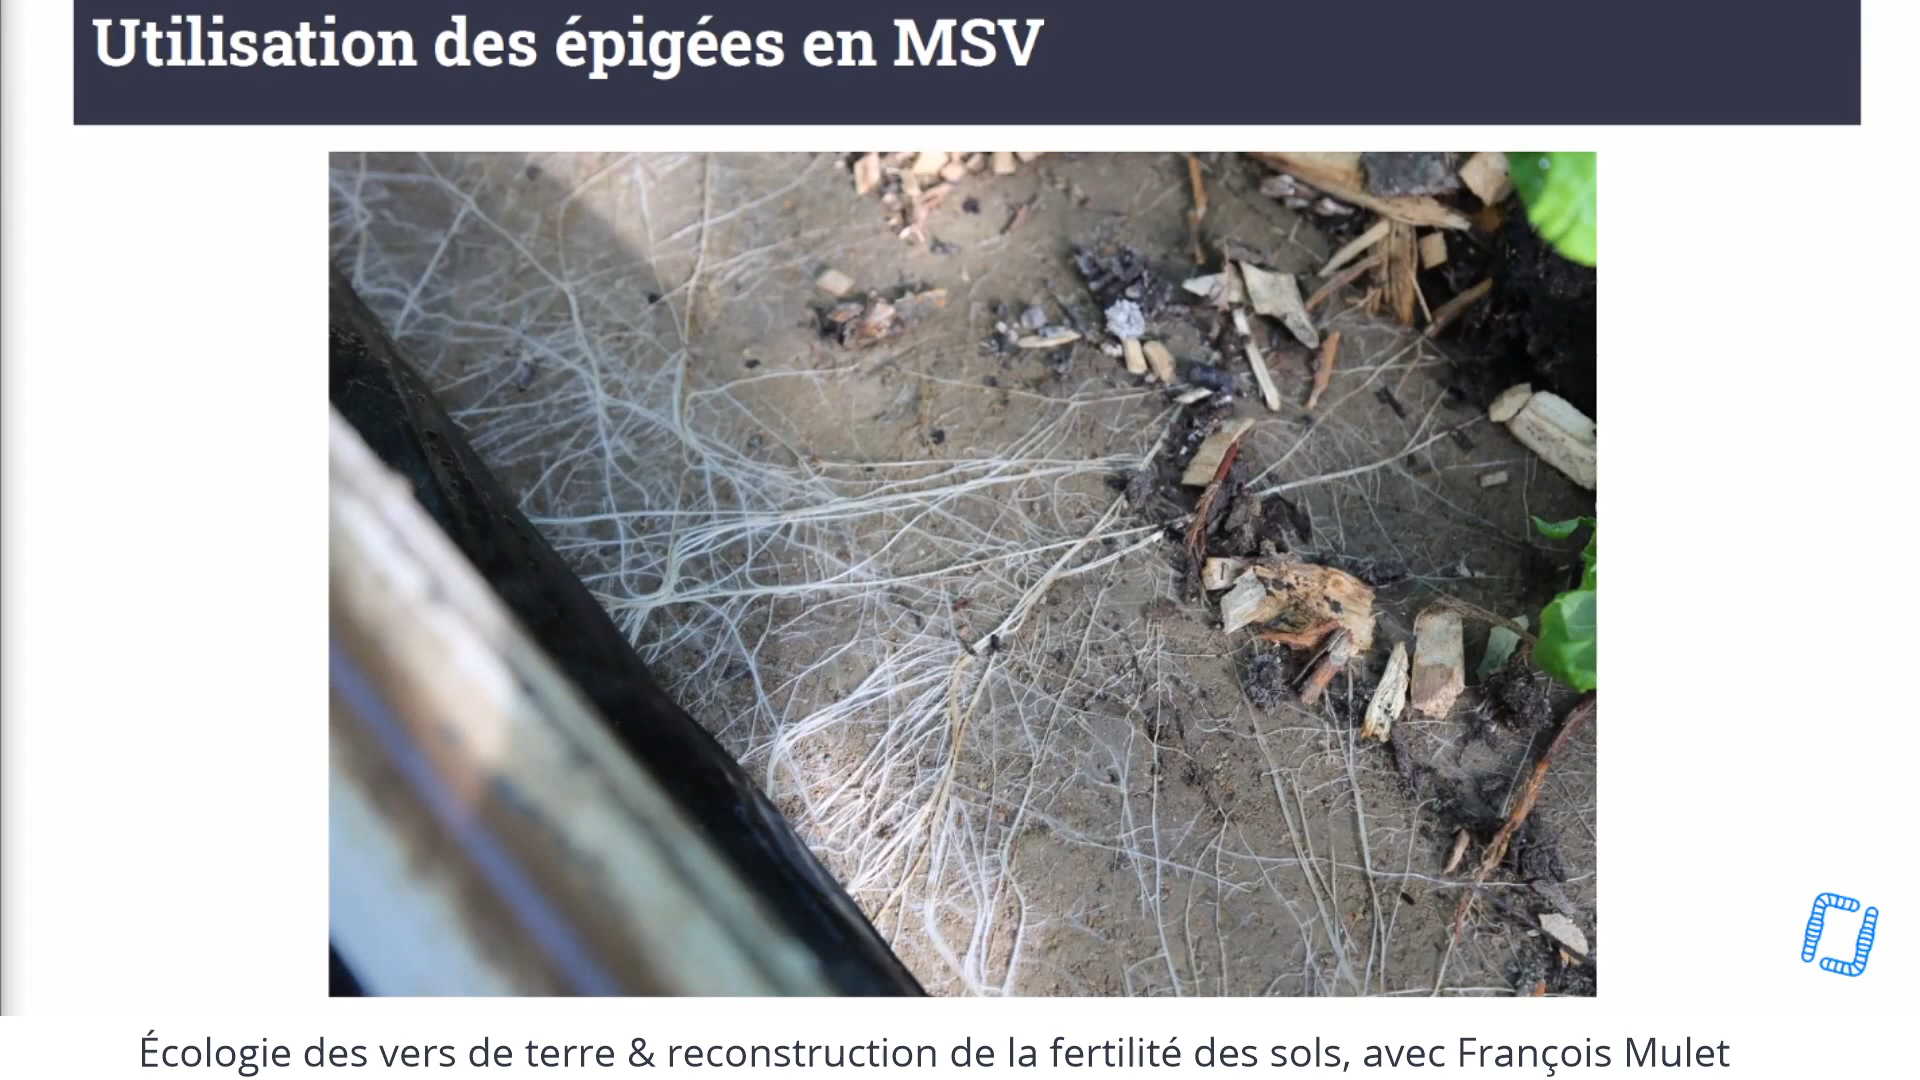 Utilisation des épigées en MSV
Écologie des vers de terre & reconstruction de la fertilité des sols, avec François Mulet